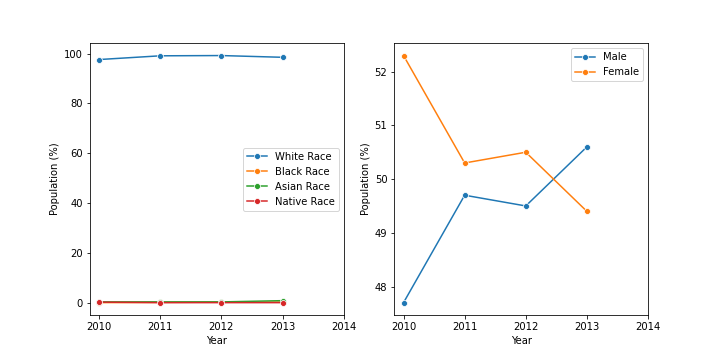 100
80
60
40
20
0
Population (%)
2010 2011 2012 2013 2014
Year
White Race
Black Race
Asian Race
Native Race
52
51
50
49
48
Population (%)
2010 2011 2012 2013 2014
Year
Male
Female